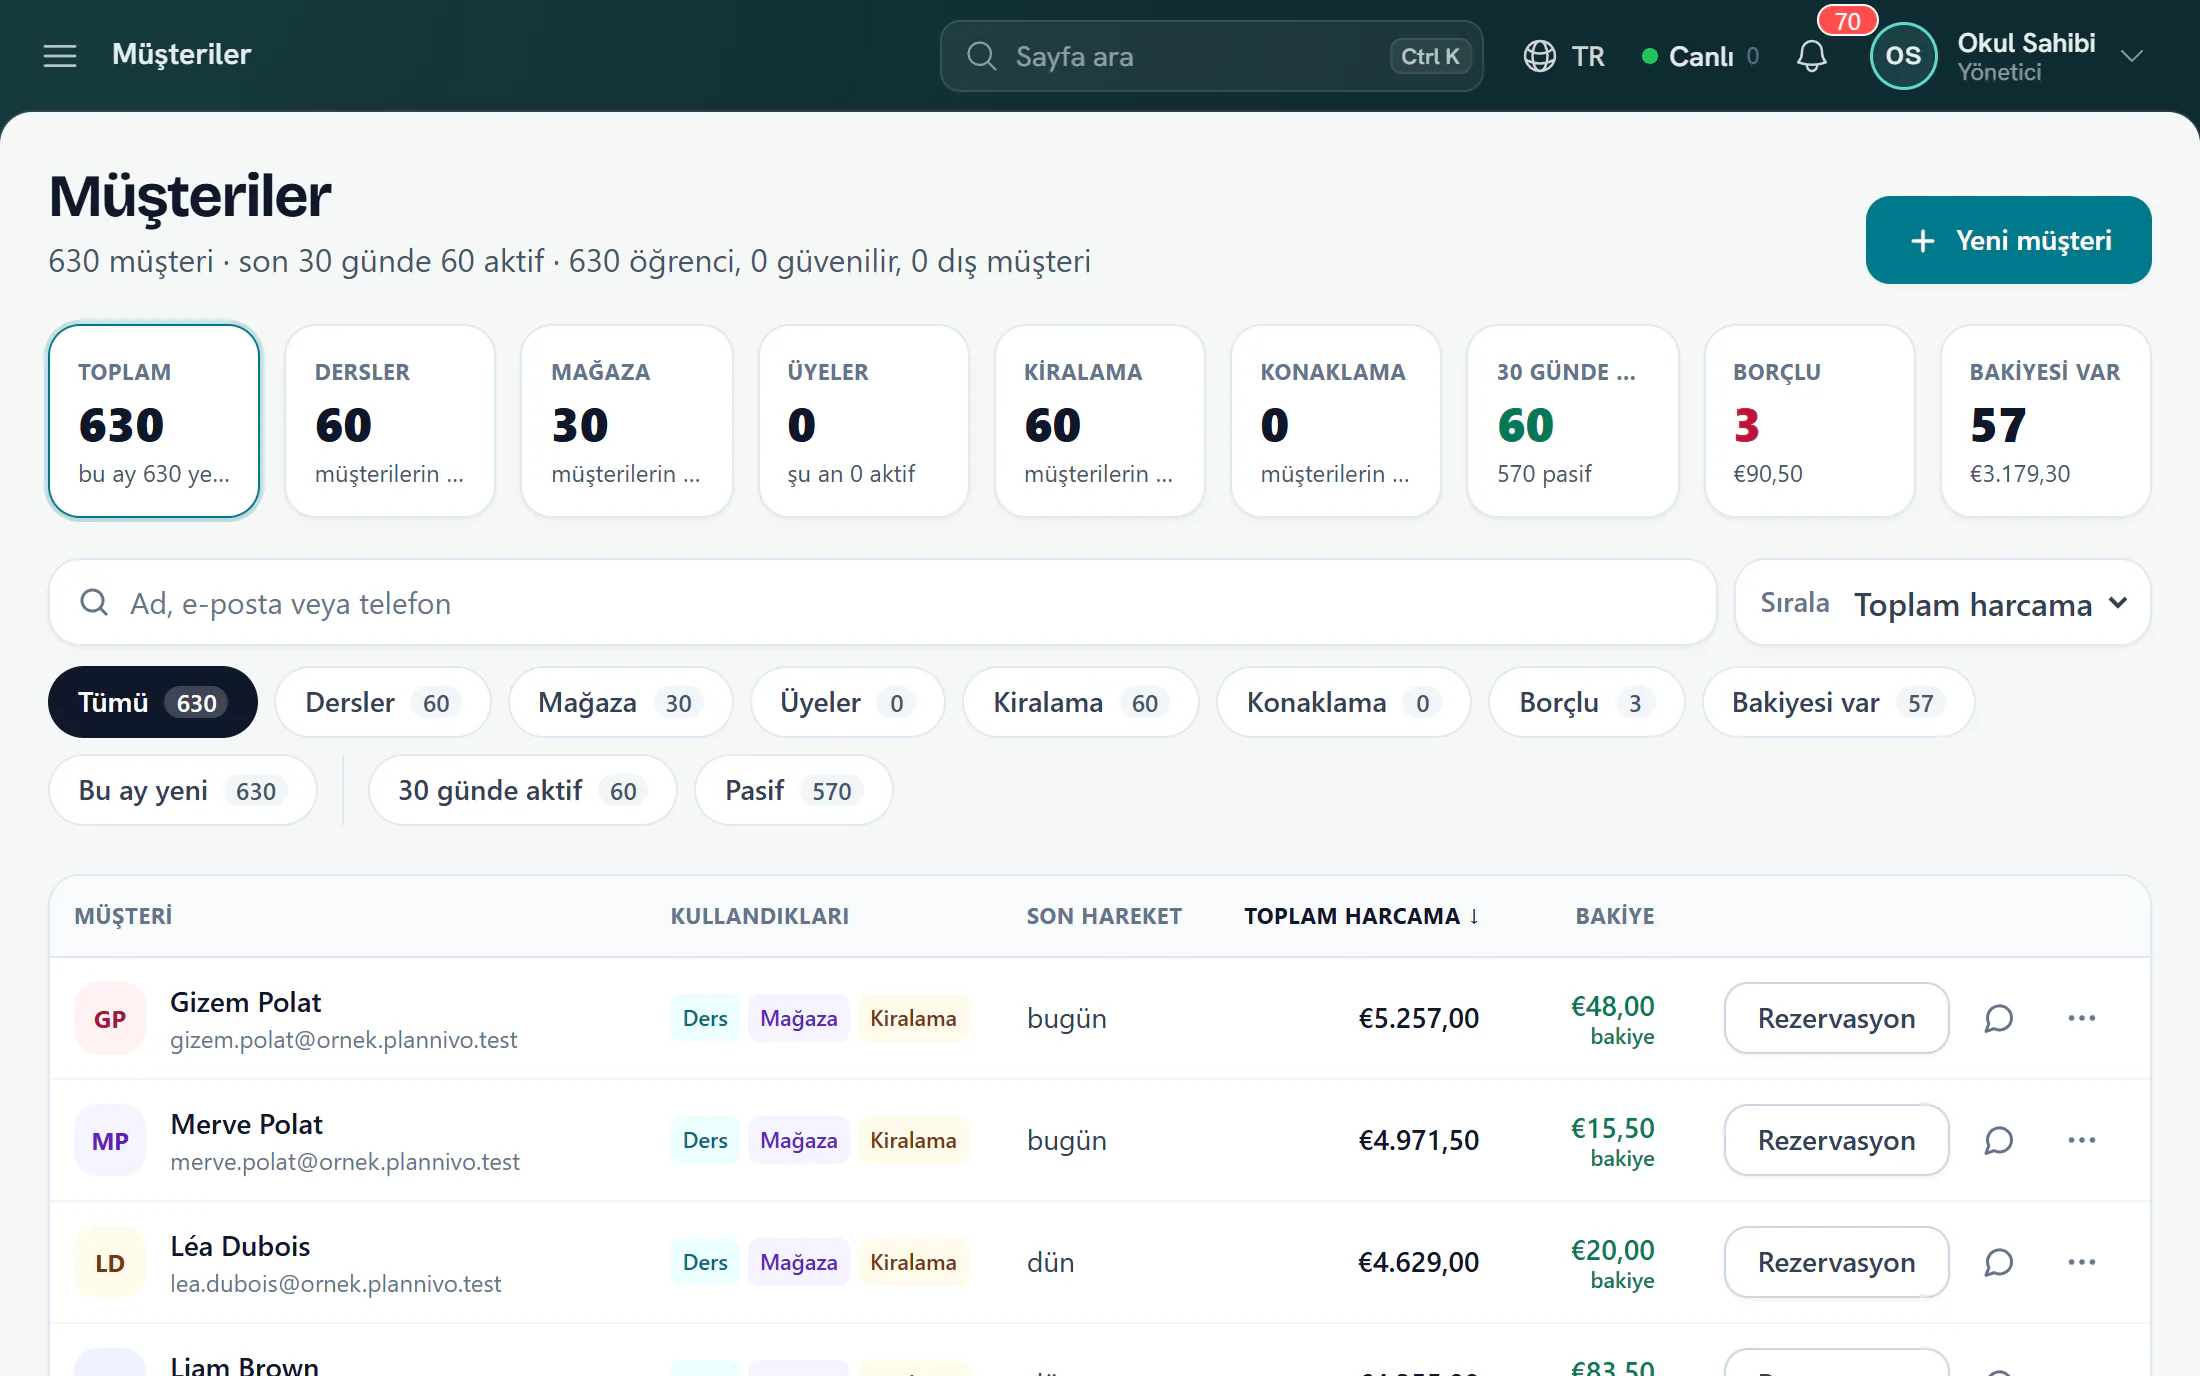 Müşteriler
Sayfa ara
Ctrl K
TR
Canlı 0
70
OS
Okul Sahibi
Yönetici
Müşteriler
630 müşteri · son 30 günde 60 aktif · 630 öğrenci, 0 güvenilir, 0 dış müşteri
+ Yeni müşteri
TOPLAM
630
bu ay 630 ye...
DERSLER
60
müşterilerin ...
MAĞAZA
30
müşterilerin ...
ÜYELER
0
şu an 0 aktif
KİRALAMA
60
müşterilerin ...
KONAKLAMA
0
müşterilerin ...
30 GÜNDE ...
60
570 pasif
BORÇLU
3
€90,50
BAKİYESİ VAR
57
€3.179,30
Ad, e-posta veya telefon
Sırala Toplam harcama
Tümü 630
Dersler 60
Mağaza 30
Üyeler 0
Kiralama 60
Konaklama 0
Borçlu 3
Bakiyesi var 57
Bu ay yeni 630
30 günde aktif 60
Pasif 570
MÜŞTERİ KULLANDIKLARI SON HAREKET TOPLAM HARCAMA ↓ BAKİYE
GP
Gizem Polat
gizem.polat@ornek.plannivo.test
Ders Mağaza Kiralama
bugün
€5.257,00
€48,00
bakiye
Rezervasyon
MP
Merve Polat
merve.polat@ornek.plannivo.test
Ders Mağaza Kiralama
bugün
€4.971,50
€15,50
bakiye
Rezervasyon
LD
Léa Dubois
lea.dubois@ornek.plannivo.test
Ders Mağaza Kiralama
dün
€4.629,00
€20,00
bakiye
Rezervasyon
Liam Brown
€83,50